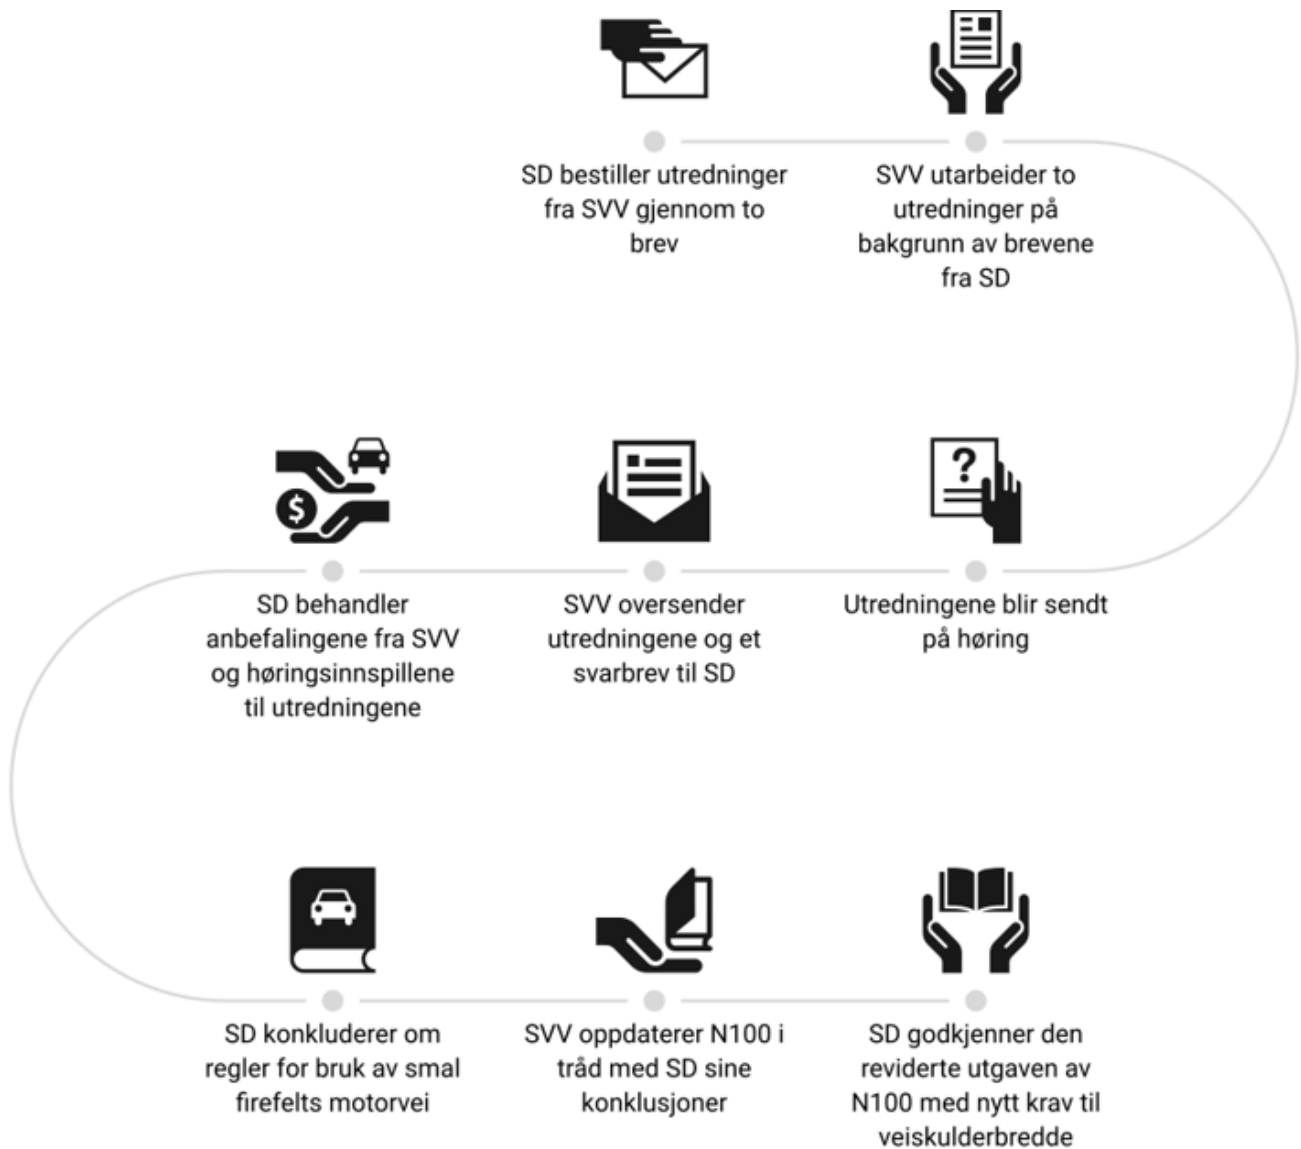 SD bestiller utredninger
fra SVV gjennom to
brev
SVV utarbeider to
utredninger på
bakgrunn av brevene
fra SD
?
Utredningene blir sendt
på høring
SVV oversender
utredningene og et
svarbrev til SD
$
SD behandler
anbefalingene fra SVV
og høringsinnspillene
til utredningene
SD konkluderer om
regler for bruk av smal
firefelts motorvei
SVV oppdaterer N100 i
tråd med SD sine
konklusjoner
SD godkjenner den
reviderte utgaven av
N100 med nytt krav til
veiskulderbredde